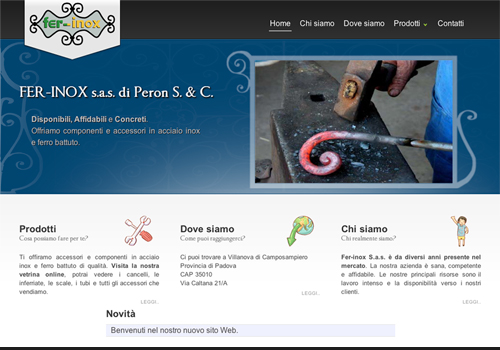 fer-inox
Home Chi siamo Dove siamo Prodotti Contatti
FER-INOX s.a.s. di Peron S. & C.
Disponibili, Affidabili e Concreti.
Offriamo componenti e accessori in acciaio inox
e ferro battuto.
Prodotti
Cosa possiamo fare per te?
Ti offriamo accessori e componenti in acciaio
inox e ferro battuto di qualità. Visita la nostra
vetrina online, potrai vedere i cancelli, le
inferriate, le scale, i tubi e tutti gli accessori che
vendiamo.
LEGGI..
Dove siamo
Come puoi raggiungerci?
Ci puoi trovare a Villanova di Camposampiero
Provincia di Padova
CAP 35010
Via Caltana 21/A
LEGGI..
Chi siamo
Chi realmente siamo?
Fer-inox S.a.s. è da diversi anni presente nel
mercato. La nostra azienda è sana, competente
e affidabile. Le nostre principali risorse sono il
lavoro intenso e la disponibilità verso i nostri
clienti.
LEGGI..
Novità
Benvenuti nel nostro nuovo sito Web.